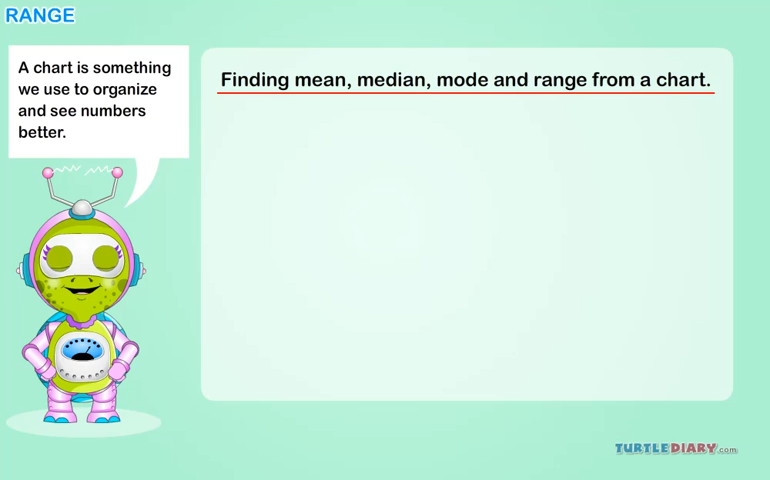 RANGE
A chart is something
we use to organize
and see numbers
better.
Finding mean, median, mode and range from a chart.
TURTLEDIARY.com